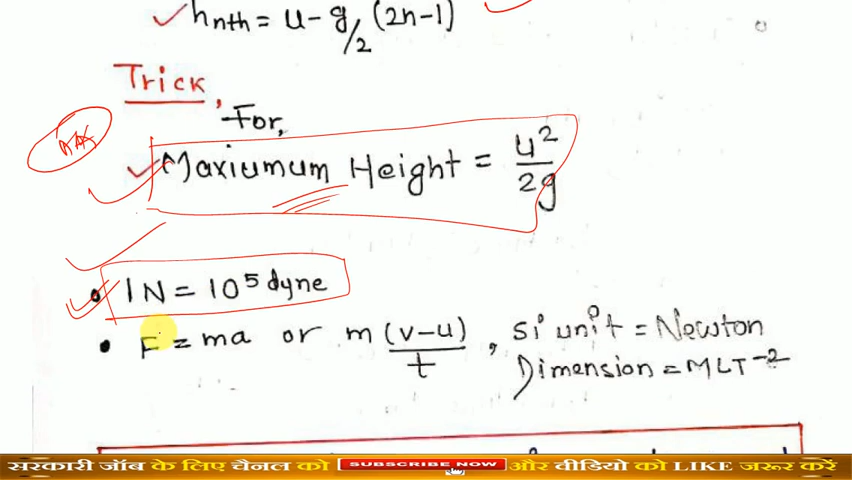 hnth = u - g/2 (2n-1)
Trick,
For,
Maxiumum Height = u²/2g
• 1N = 10⁵ dyne
• F = ma or m(v-u)/t, si unit = Newton
Dimension = MLT⁻²
सरकारी जॉब के लिए चैनल को SUBSCRIBE NOW और वीडियो को LIKE जरूर करें